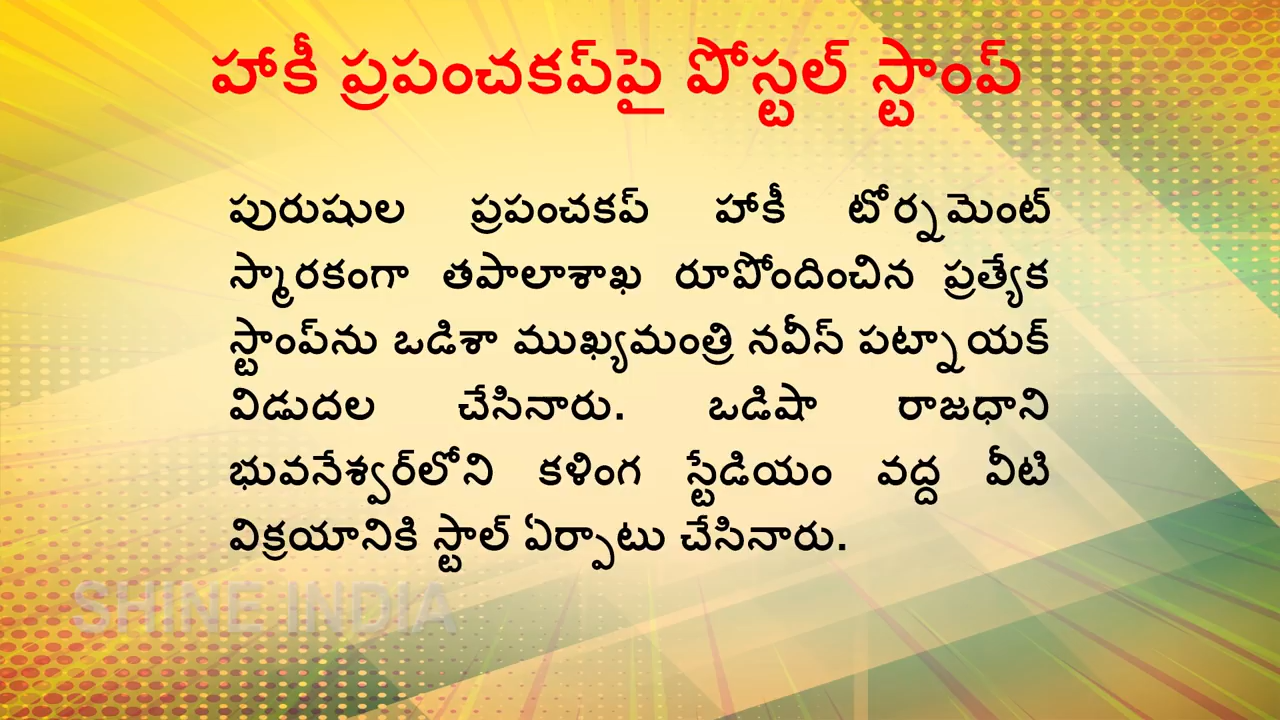 హాకీ ప్రపంచకప్‌పై పోస్టల్ స్టాంప్
పురుషుల ప్రపంచకప్ హాకీ టోర్నమెంట్
స్మారకంగా తపాలాశాఖ రూపోందించిన ప్రత్యేక
స్టాంప్‌ను ఒడిశా ముఖ్యమంత్రి నవీస్ పట్నాయక్
విడుదల చేసినారు. ఒడిషా రాజధాని
భువనేశ్వర్‌లోని కళింగ స్టేడియం వద్ద వీటి
విక్రయానికి స్టాల్ ఏర్పాటు చేసినారు.
SHINE INDIA